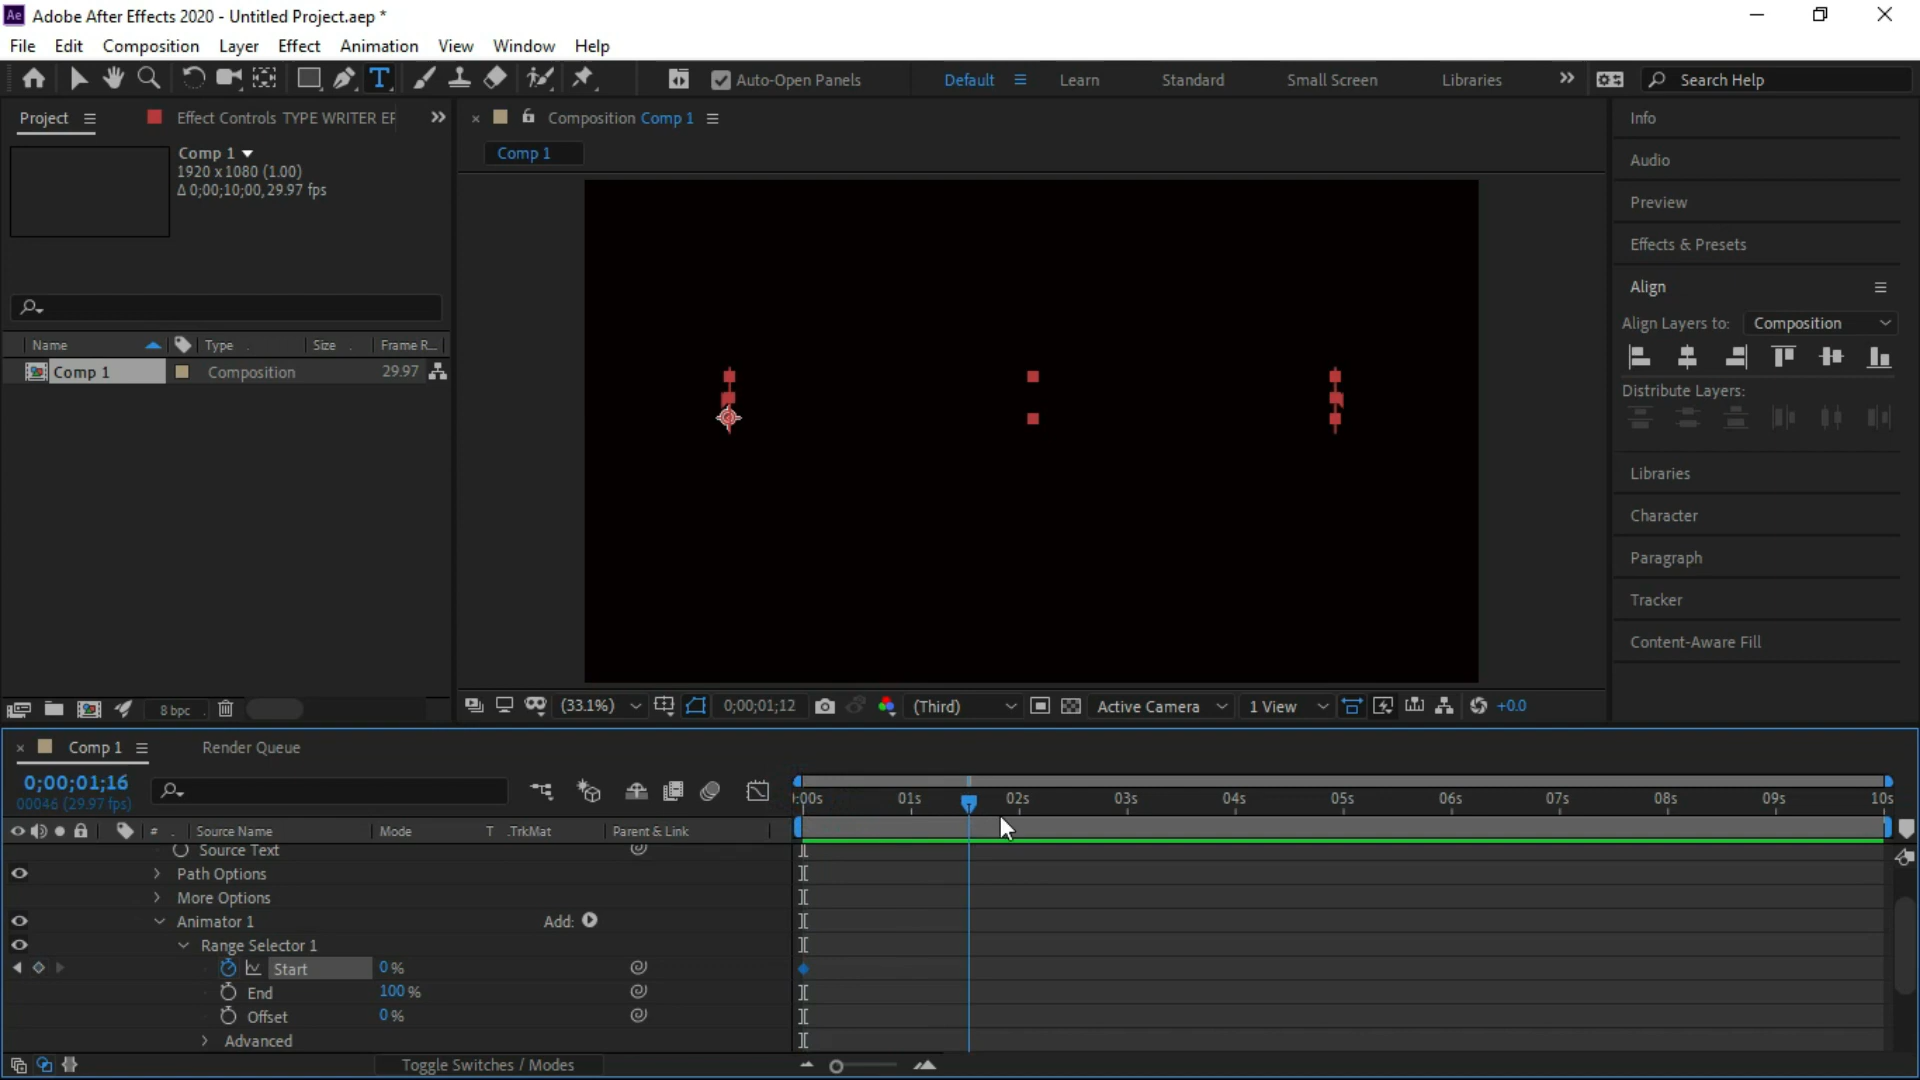 Ae Adobe After Effects 2020 - Untitled Project.aep *
File Edit Composition Layer Effect Animation View Window Help
T Auto-Open Panels Default Learn Standard Small Screen Libraries Search Help
Project Effect Controls TYPE WRITER EF
Composition Comp 1
Comp 1
1920 x 1080 (1.00)
Δ 0;00;10;00, 29.97 fps
Comp 1
Name Type Size Frame R...
Comp 1 Composition 29.97
8 bpc
(33.1%) 0;00;01;12 (Third) Active Camera 1 View +0.0
Info
Audio
Preview
Effects & Presets
Align
Align Layers to: Composition
Distribute Layers:
Libraries
Character
Paragraph
Tracker
Content-Aware Fill
Comp 1 Render Queue
0;00;01;16
00046 (29.97 fps)
:00s 01s 02s 03s 04s 05s 06s 07s 08s 09s 10s
# Source Name Mode T .TrkMat Parent & Link
Source Text
Path Options
More Options
Animator 1 Add:
Range Selector 1
Start 0 %
End 100 %
Offset 0 %
Advanced
Toggle Switches / Modes